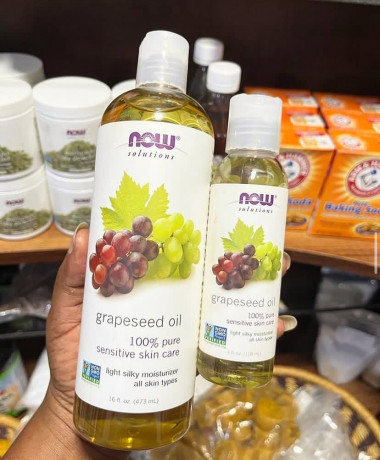 now
solutions
grapeseed oil
100% pure
sensitive skin care
light silky moisturizer
all skin types
16 fl oz. (473 mL)
now
solutions
grapeseed oil
100% pure
sensitive skin care
light silky moisturizer
all skin types
NOW
NOW
ARM & HAMMER
Baking Soda